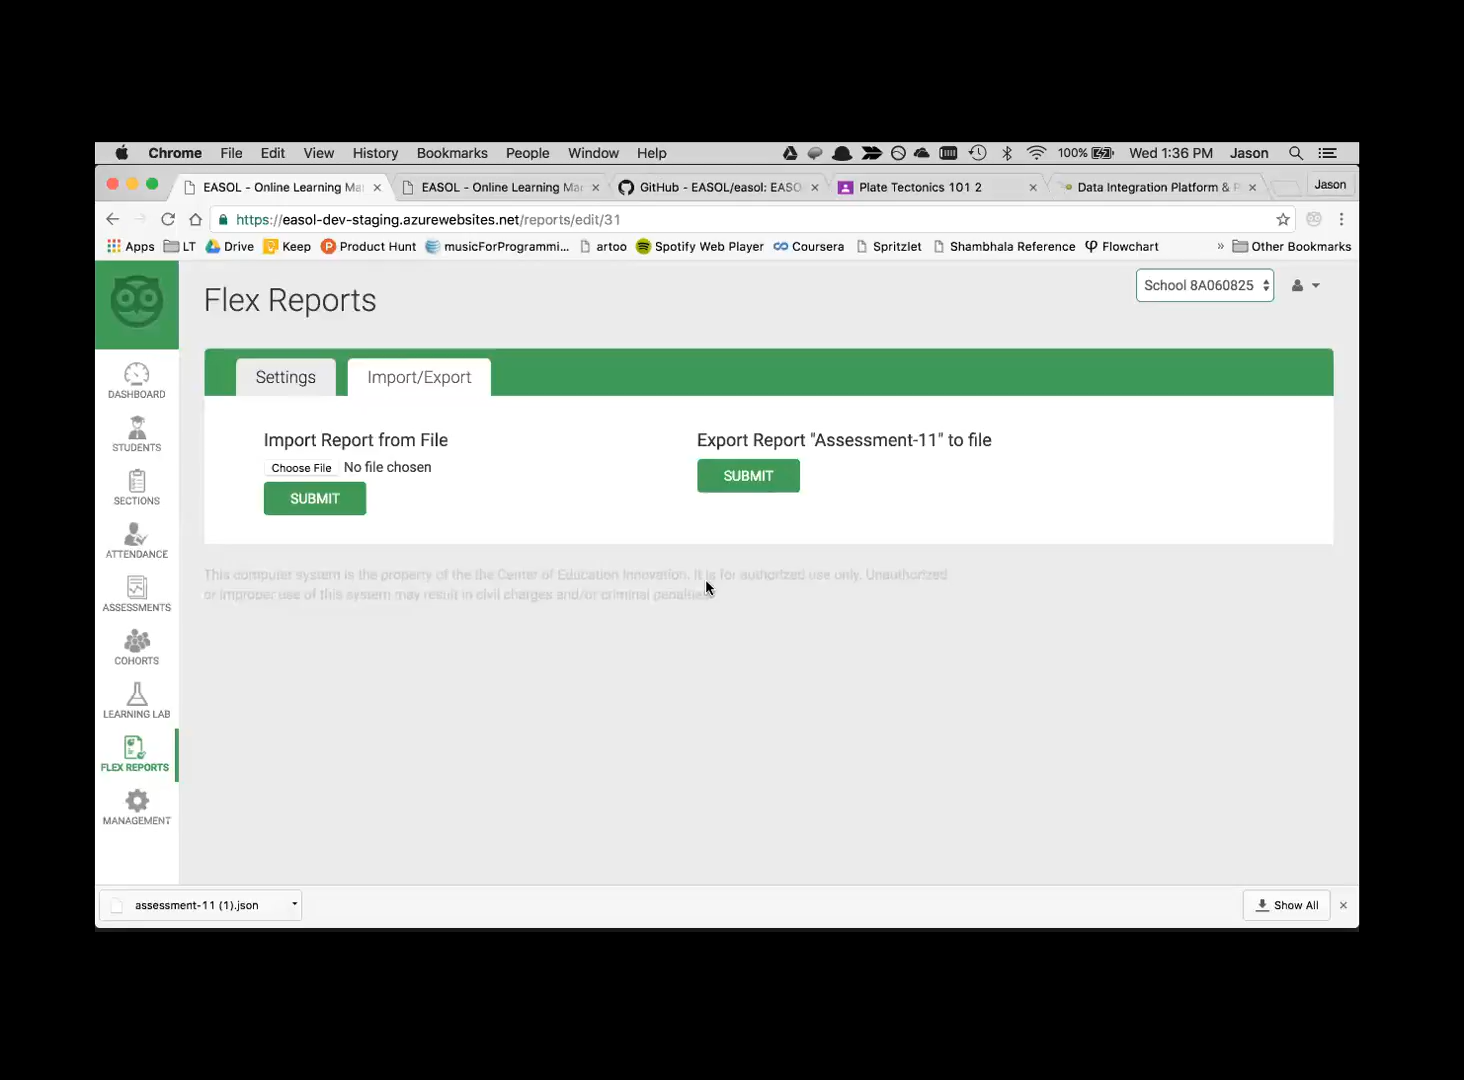 Chrome File Edit View History Bookmarks People Window Help 100% Wed 1:36 PM Jason
EASOL - Online Learning Ma EASOL - Online Learning Mar GitHub - EASOL/easol: EASO Plate Tectonics 101 2 Data Integration Platform & Jason
https://easol-dev-staging.azurewebsites.net/reports/edit/31
Apps LT Drive Keep Product Hunt musicForProgrammi... artoo Spotify Web Player Coursera Spritzlet Shambhala Reference Flowchart » Other Bookmarks
Flex Reports
School 8A060825
Settings
Import/Export
Import Report from File
Choose File No file chosen
SUBMIT
Export Report "Assessment-11" to file
SUBMIT
This computer system is the property of the the Center of Education Innovation. It is for authorized use only. Unauthorized
or improper use of this system may result in civil charges and/or criminal penalties
DASHBOARD
STUDENTS
SECTIONS
ATTENDANCE
ASSESSMENTS
COHORTS
LEARNING LAB
FLEX REPORTS
MANAGEMENT
assessment-11 (1).json
Show All